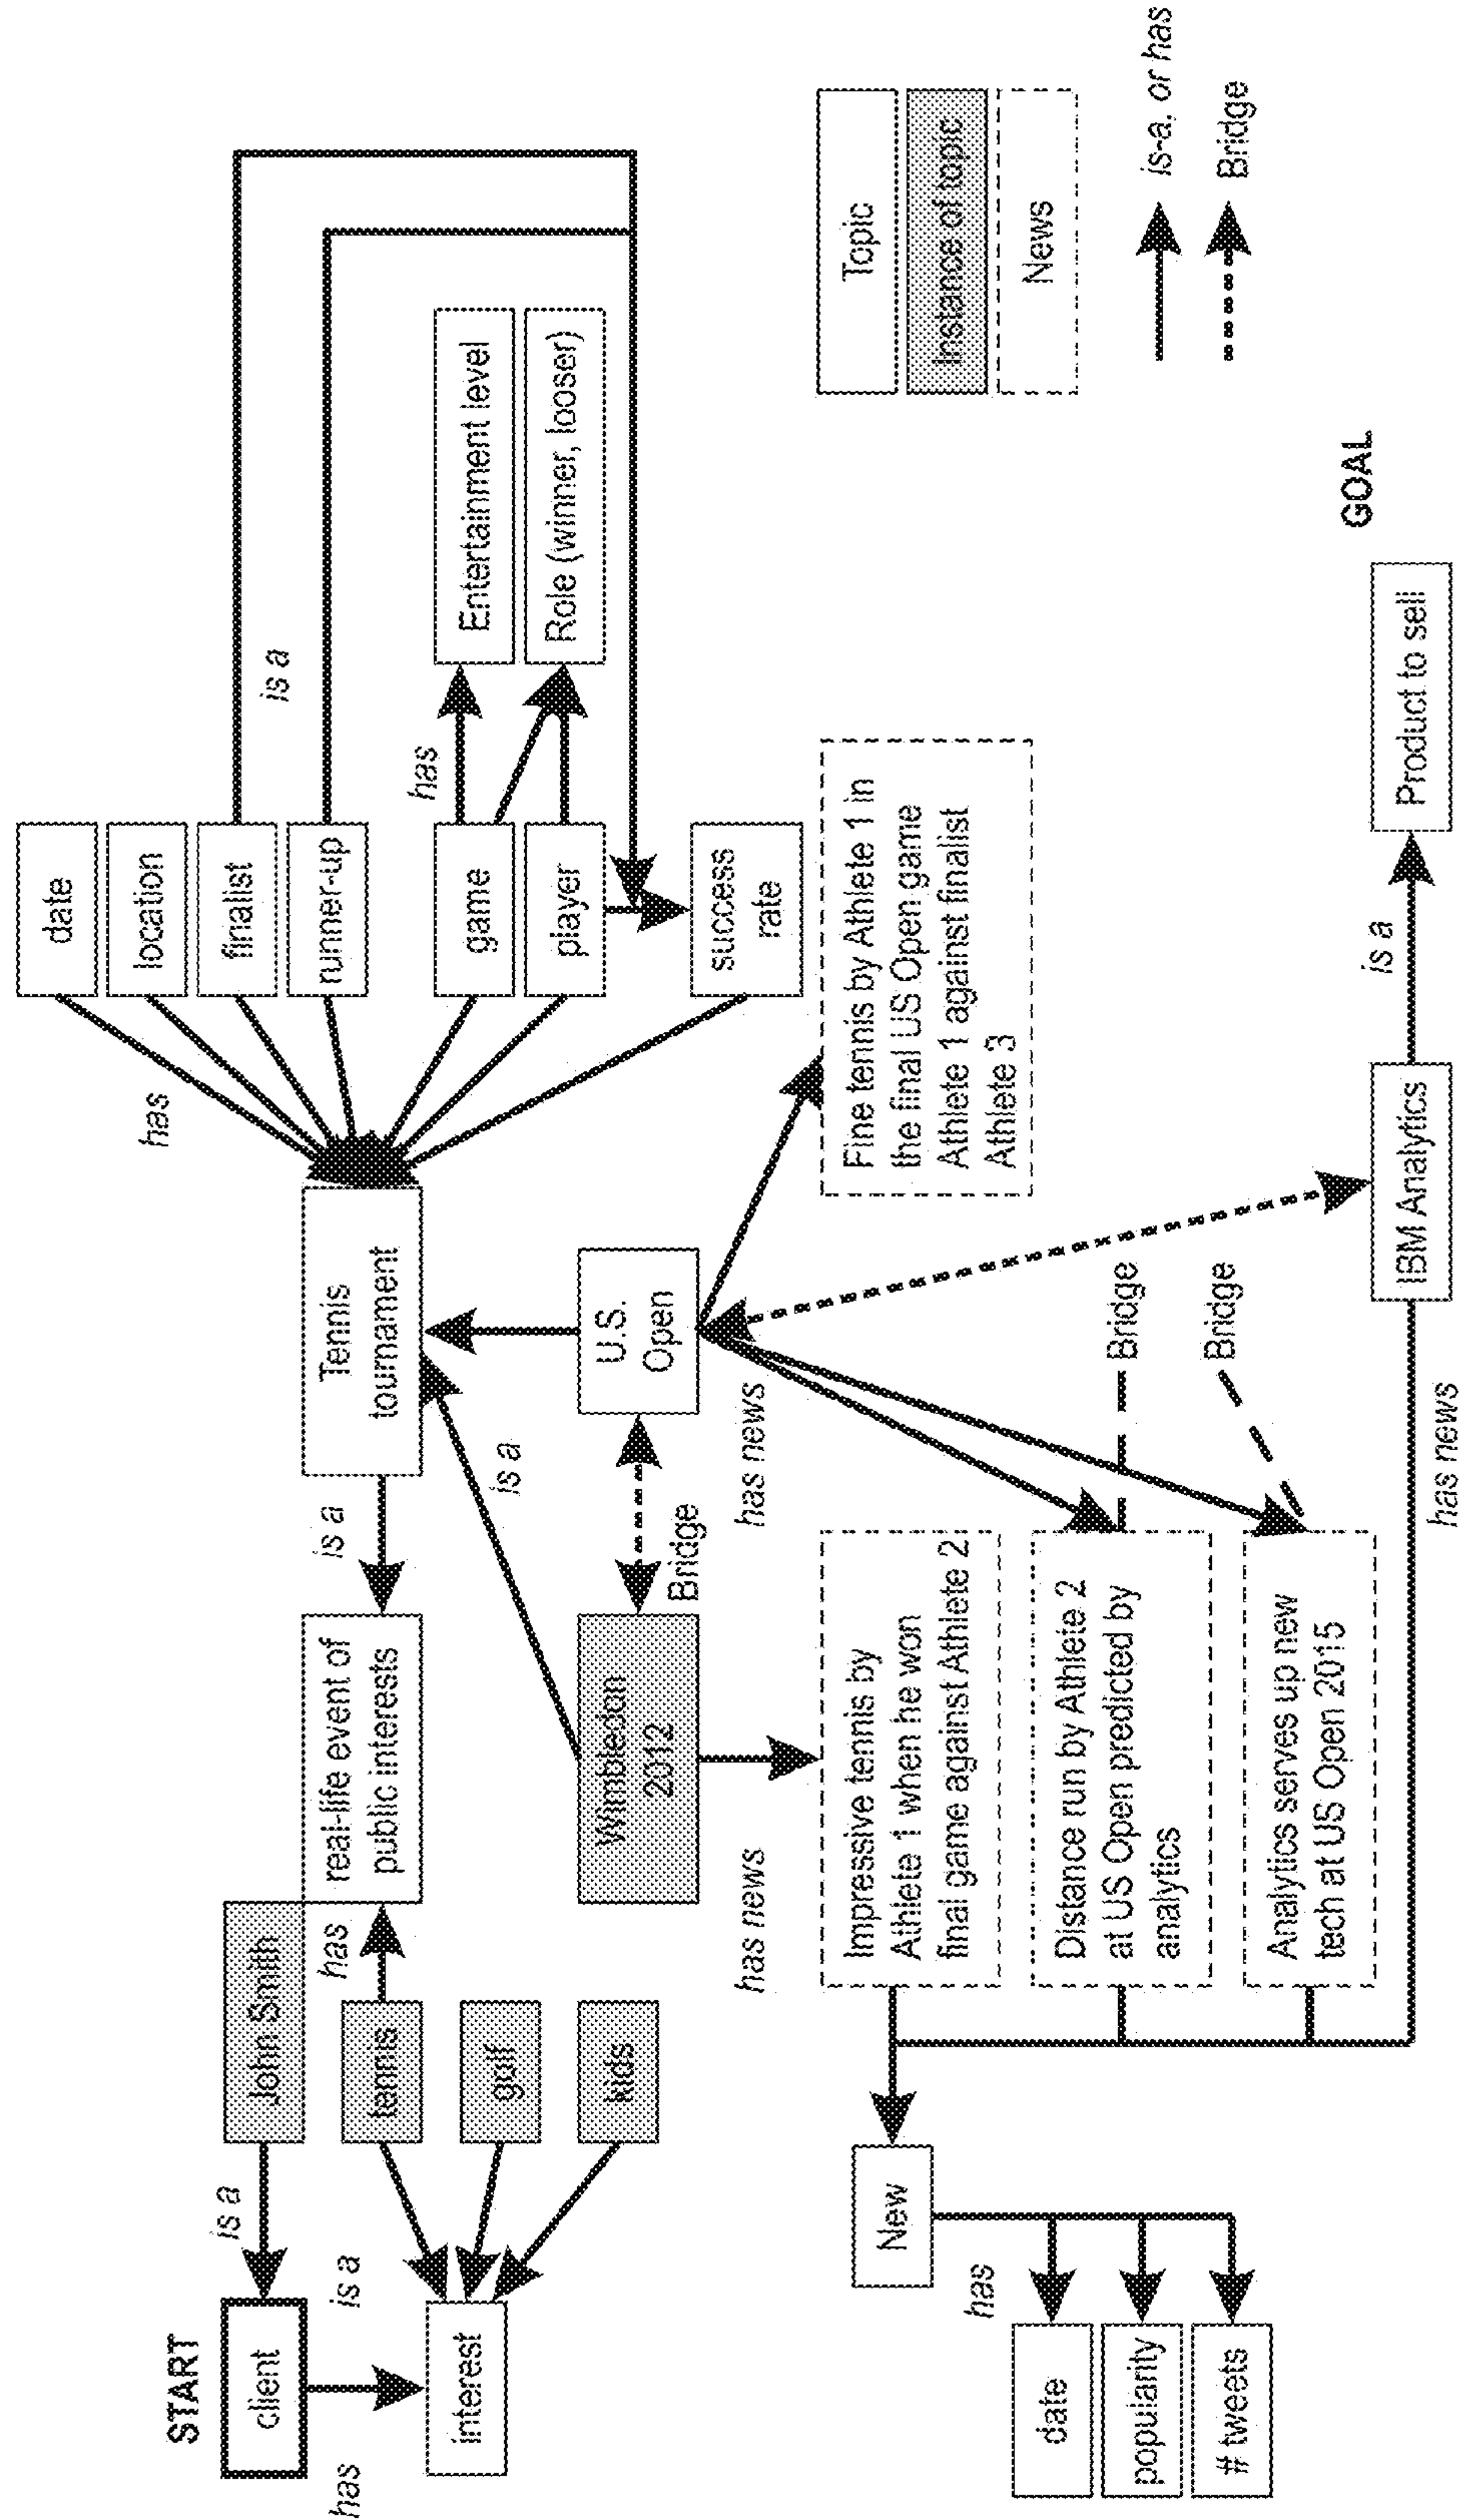 START
has
client
is a
John Smith
is a
interest
tennis
has
golf
kids
real-life event of
public interests
is a
Tennis
tournament
has
date
location
finalist
runner-up
game
player
success
rate
is a
has
Entertainment level
Role (winner, looser)
Wimbledon
2012
is a
Bridge
U.S.
Open
has news
has news
Impressive tennis by
Athlete 1 when he won
final game against Athlete 2
Distance run by Athlete 2
at US Open predicted by
analytics
Analytics serves up new
tech at US Open 2015
Bridge
Bridge
Fine tennis by Athlete 1 in
the final US Open game
Athlete 1 against finalist
Athlete 3
New
has
date
popularity
# tweets
has news
IBM Analytics
is a
Product to sell
GOAL
Topic
Instance of topic
News
is-a, or has
Bridge